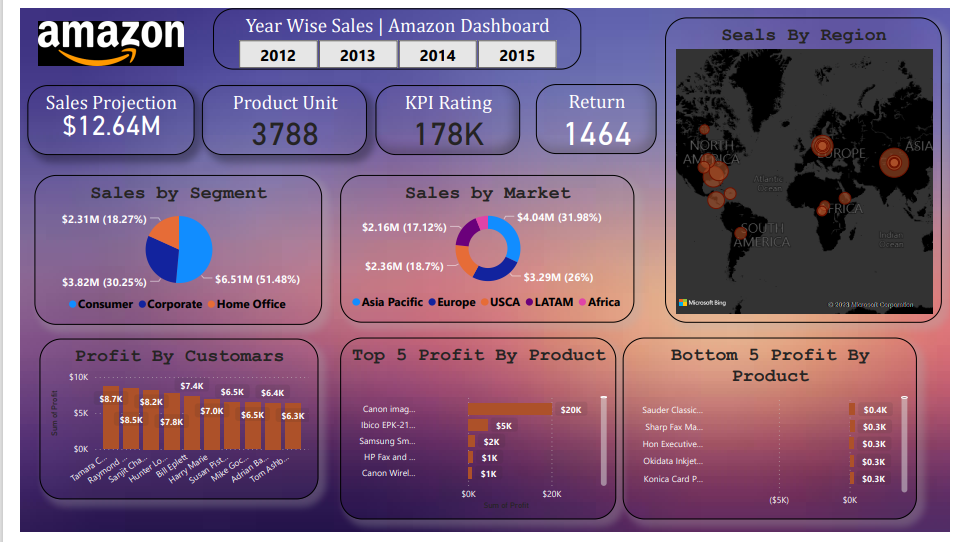 amazon
Year Wise Sales | Amazon Dashboard
2012 2013 2014 2015
Sales Projection
$12.64M
Product Unit
3788
KPI Rating
178K
Return
1464
Seals By Region
NORTH
AMERICA
Atlantic
Ocean
EUROPE
ASIA
AFRICA
SOUTH
AMERICA
Indian
Ocean
Microsoft Bing
© 2023 Microsoft Corporation
Sales by Segment
$2.31M (18.27%)
$3.82M (30.25%)
$6.51M (51.48%)
Consumer Corporate Home Office
Sales by Market
$4.04M (31.98%)
$2.16M (17.12%)
$2.36M (18.7%)
$3.29M (26%)
Asia Pacific Europe USCA LATAM Africa
Profit By Customars
Sum of Profit
$10K
$5K
$0K
$8.7K
$8.5K
$8.2K
$7.8K
$7.4K
$7.0K
$6.5K
$6.5K
$6.4K
$6.3K
Tamara C...
Raymond ...
Sanjit Cha...
Hunter Lo...
Bill Eplett
Harry Marie
Susan Pist...
Mike Goc...
Adrian Ba...
Tom Ashb...
Top 5 Profit By Product
Canon imag... $20K
Ibico EPK-21... $5K
Samsung Sm... $2K
HP Fax and ... $1K
Canon Wirel... $1K
$0K $20K
Sum of Profit
Bottom 5 Profit By
Product
Sauder Classic... $0.4K
Sharp Fax Ma... $0.3K
Hon Executive... $0.3K
Okidata Inkjet... $0.3K
Konica Card P... $0.3K
($5K) $0K